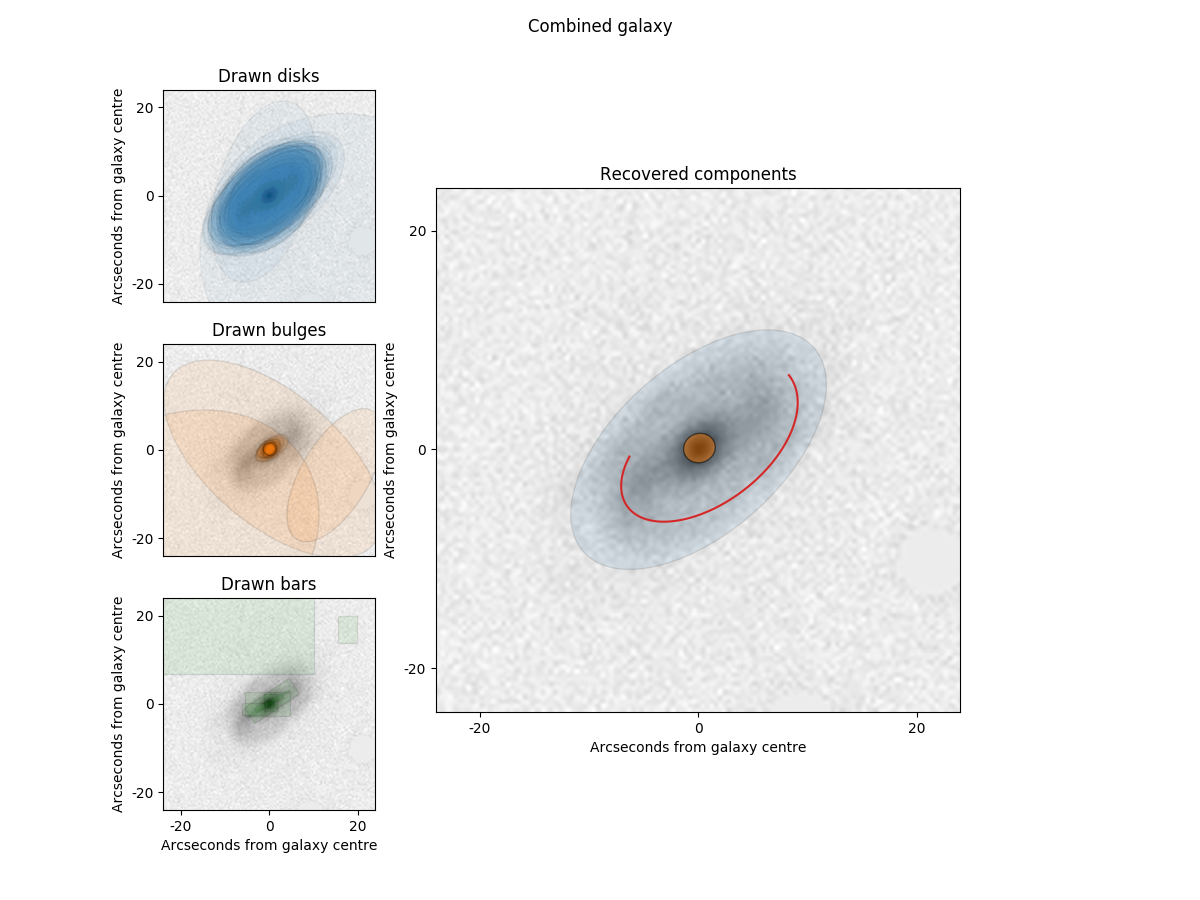 Combined galaxy
Drawn disks
Arcseconds from galaxy centre
20
0
-20
Drawn bulges
Arcseconds from galaxy centre
20
0
-20
Drawn bars
Arcseconds from galaxy centre
20
0
-20
-20 0 20
Arcseconds from galaxy centre
Recovered components
Arcseconds from galaxy centre
20
0
-20
-20 0 20
Arcseconds from galaxy centre